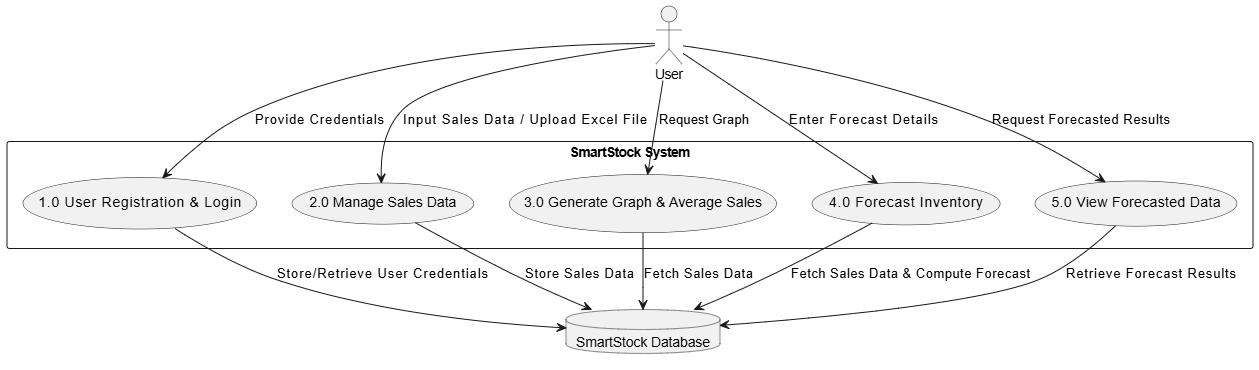 User
Provide Credentials
Input Sales Data / Upload Excel File
Request Graph
Enter Forecast Details
Request Forecasted Results
SmartStock System
1.0 User Registration & Login
2.0 Manage Sales Data
3.0 Generate Graph & Average Sales
4.0 Forecast Inventory
5.0 View Forecasted Data
Store/Retrieve User Credentials
Store Sales Data
Fetch Sales Data
Fetch Sales Data & Compute Forecast
Retrieve Forecast Results
SmartStock Database